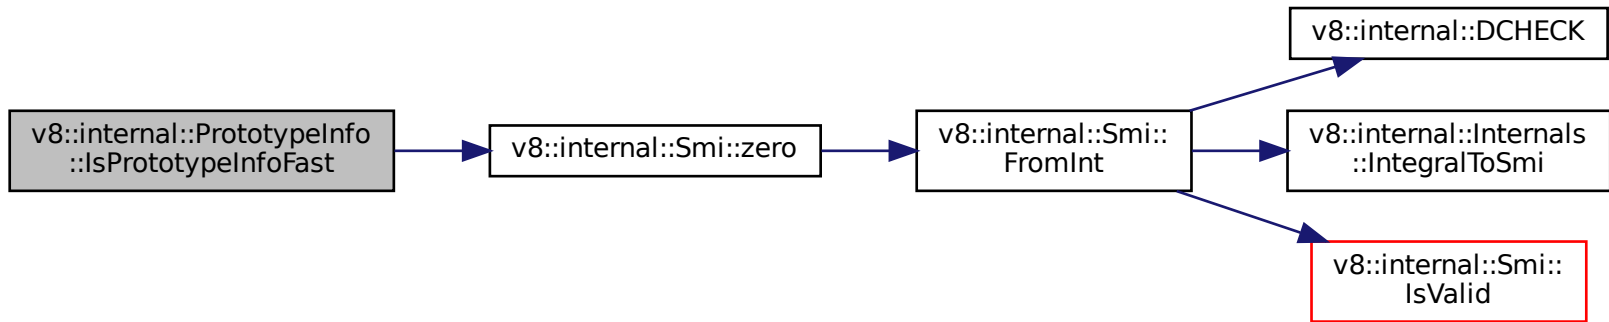 v8::internal::PrototypeInfo
::IsPrototypeInfoFast
v8::internal::Smi::zero
v8::internal::Smi::
FromInt
v8::internal::DCHECK
v8::internal::Internals
::IntegralToSmi
v8::internal::Smi::
IsValid